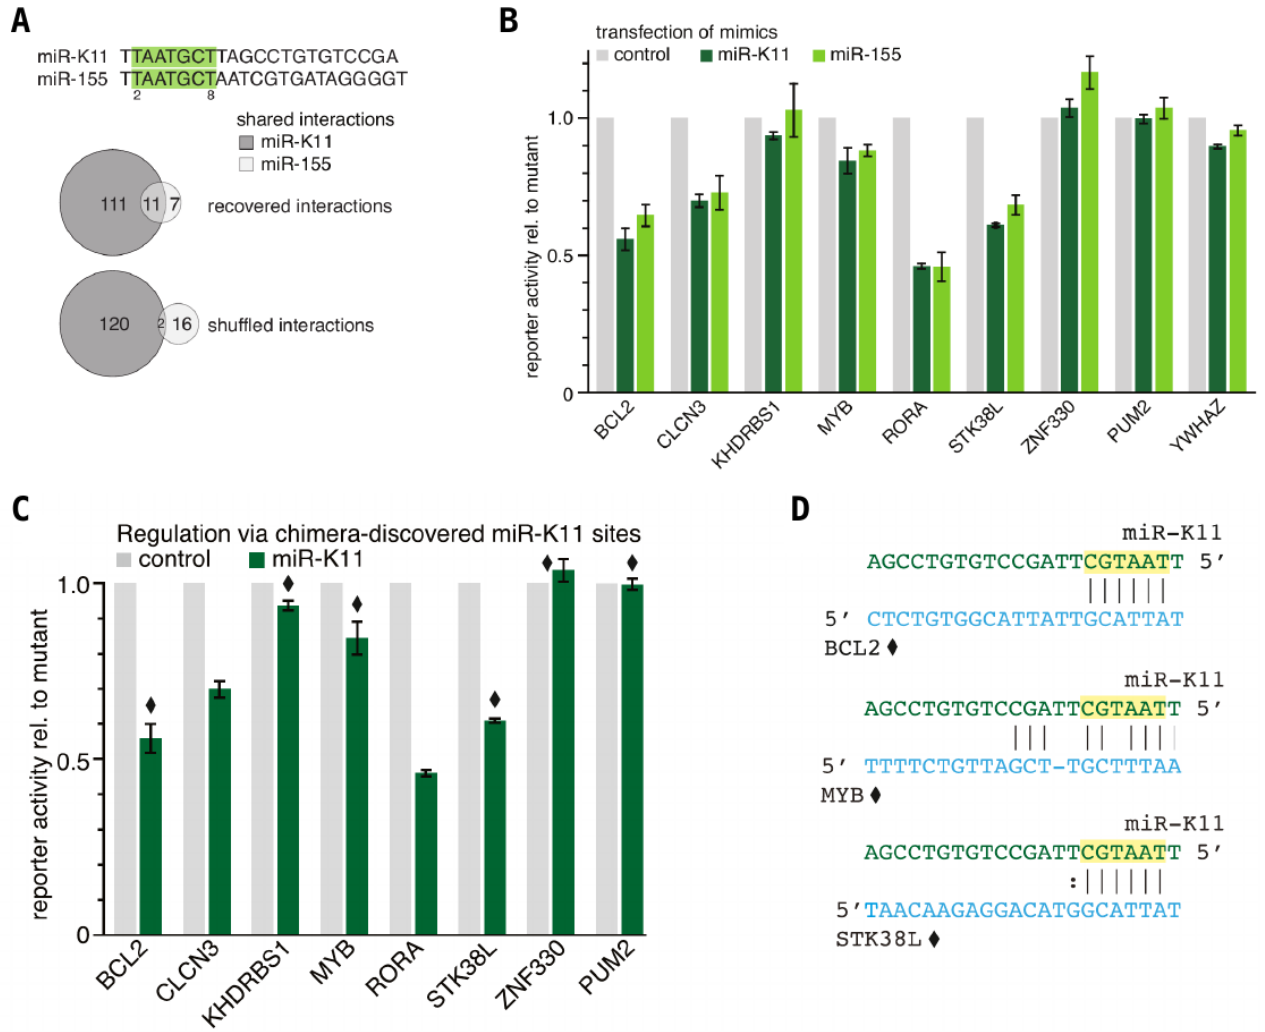 A
miR-K11 TTAATGCTTAGCCTGTGTCCGA
miR-155 TTAATGCTAATCGTGATAGGGGT
2 8
shared interactions
miR-K11
miR-155
111 11 7 recovered interactions
120 2 16 shuffled interactions
B
transfection of mimics
control miR-K11 miR-155
reporter activity rel. to mutant
1.0
0.5
0
BCL2 CLCN3 KHDRBS1 MYB RORA STK38L ZNF330 PUM2 YWHAZ
C
Regulation via chimera-discovered miR-K11 sites
control miR-K11
reporter activity rel. to mutant
1.0
0.5
0
BCL2 CLCN3 KHDRBS1 MYB RORA STK38L ZNF330 PUM2
D
miR-K11
AGCCTGTGTCCGATTCGTAATT 5′
5′ CTCTGTGGCATTATTGCATTAT
BCL2 ♦
miR-K11
AGCCTGTGTCCGATTCGTAATT 5′
5′ TTTTCTGTTAGCT-TGCTTTAA
MYB ♦
miR-K11
AGCCTGTGTCCGATTCGTAATT 5′
5′TAACAAGAGGACATGGCATTAT
STK38L ♦